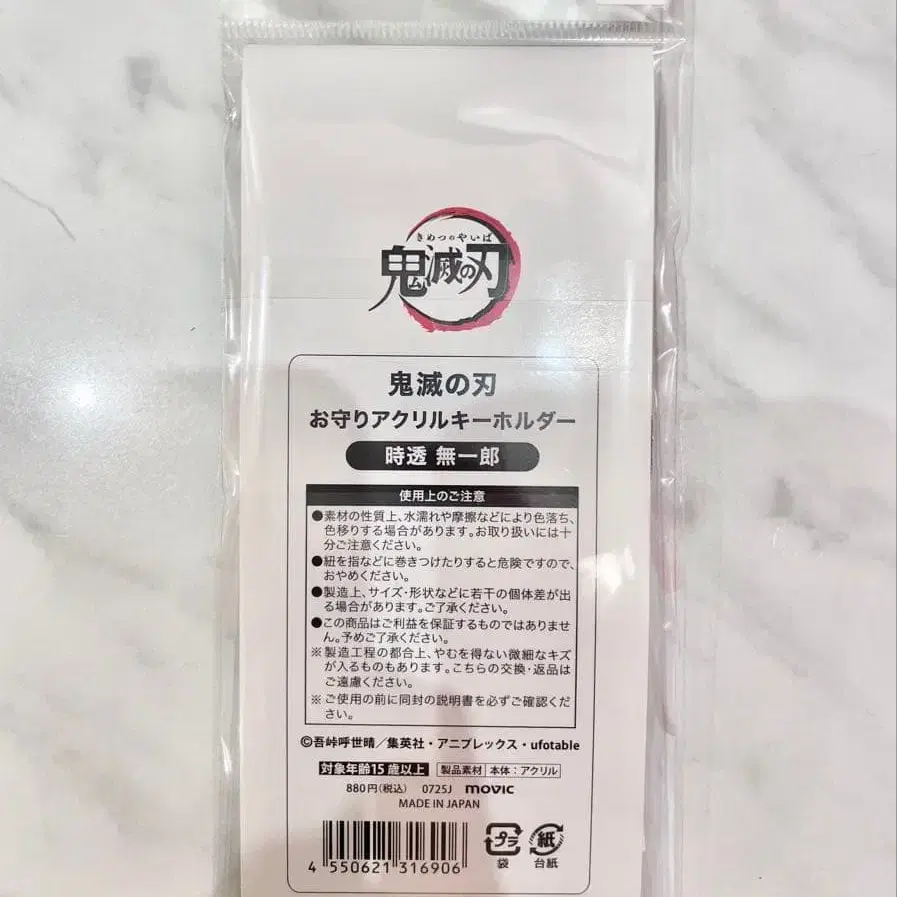 きめつのやいば
鬼滅の刃
鬼滅の刃
お守りアクリルキーホルダー
時透 無一郎
使用上のご注意
●素材の性質上、水濡れや摩擦などにより色落ち、
色移りする場合があります。お取り扱いには十
分ご注意ください。
●紐を指などに巻きつけたりすると危険ですので、
おやめください。
●製造上、サイズ・形状などに若干の個体差が出
る場合があります。ご了承ください。
●この商品はご利益を保証するものではありませ
ん。予めご了承ください。
※製造工程の都合上、やむを得ない微細なキズ
が入るものもあります。こちらの交換・返品は
ご遠慮ください。
※ご使用の前に同封の説明書を必ずご確認くだ
さい。
©吾峠呼世晴／集英社・アニプレックス・ufotable
対象年齢15歳以上 製品素材 本体：アクリル
880円(税込) 0725J movic
MADE IN JAPAN
プラ 紙
袋 台紙
4 550621 316906